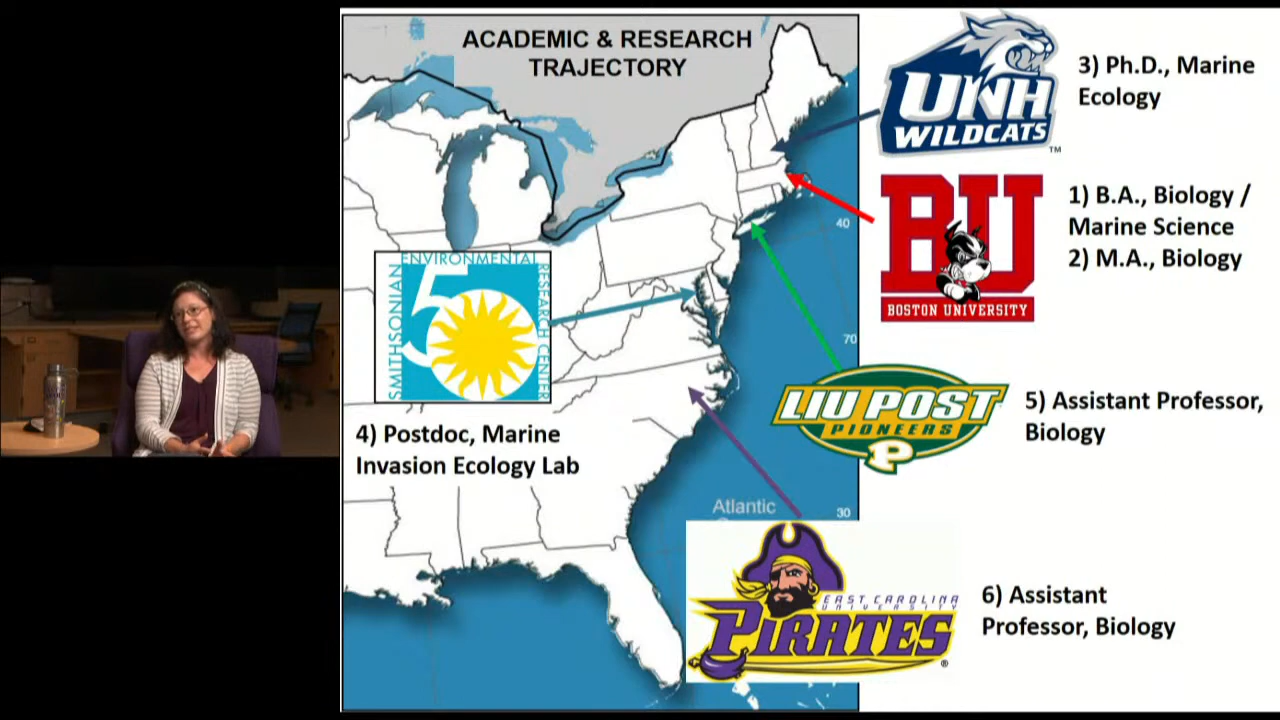 ACADEMIC & RESEARCH
TRAJECTORY
UNH
WILDCATS
TM
3) Ph.D., Marine
Ecology
BU
BOSTON UNIVERSITY
1) B.A., Biology /
Marine Science
2) M.A., Biology
40
SMITHSONIAN
ENVIRONMENTAL
RESEARCH CENTER
50
70
4) Postdoc, Marine
Invasion Ecology Lab
LIU POST
PIONEERS
P
5) Assistant Professor,
Biology
Atlantic
30
EAST CAROLINA
UNIVERSITY
PIRATES
®
6) Assistant
Professor, Biology